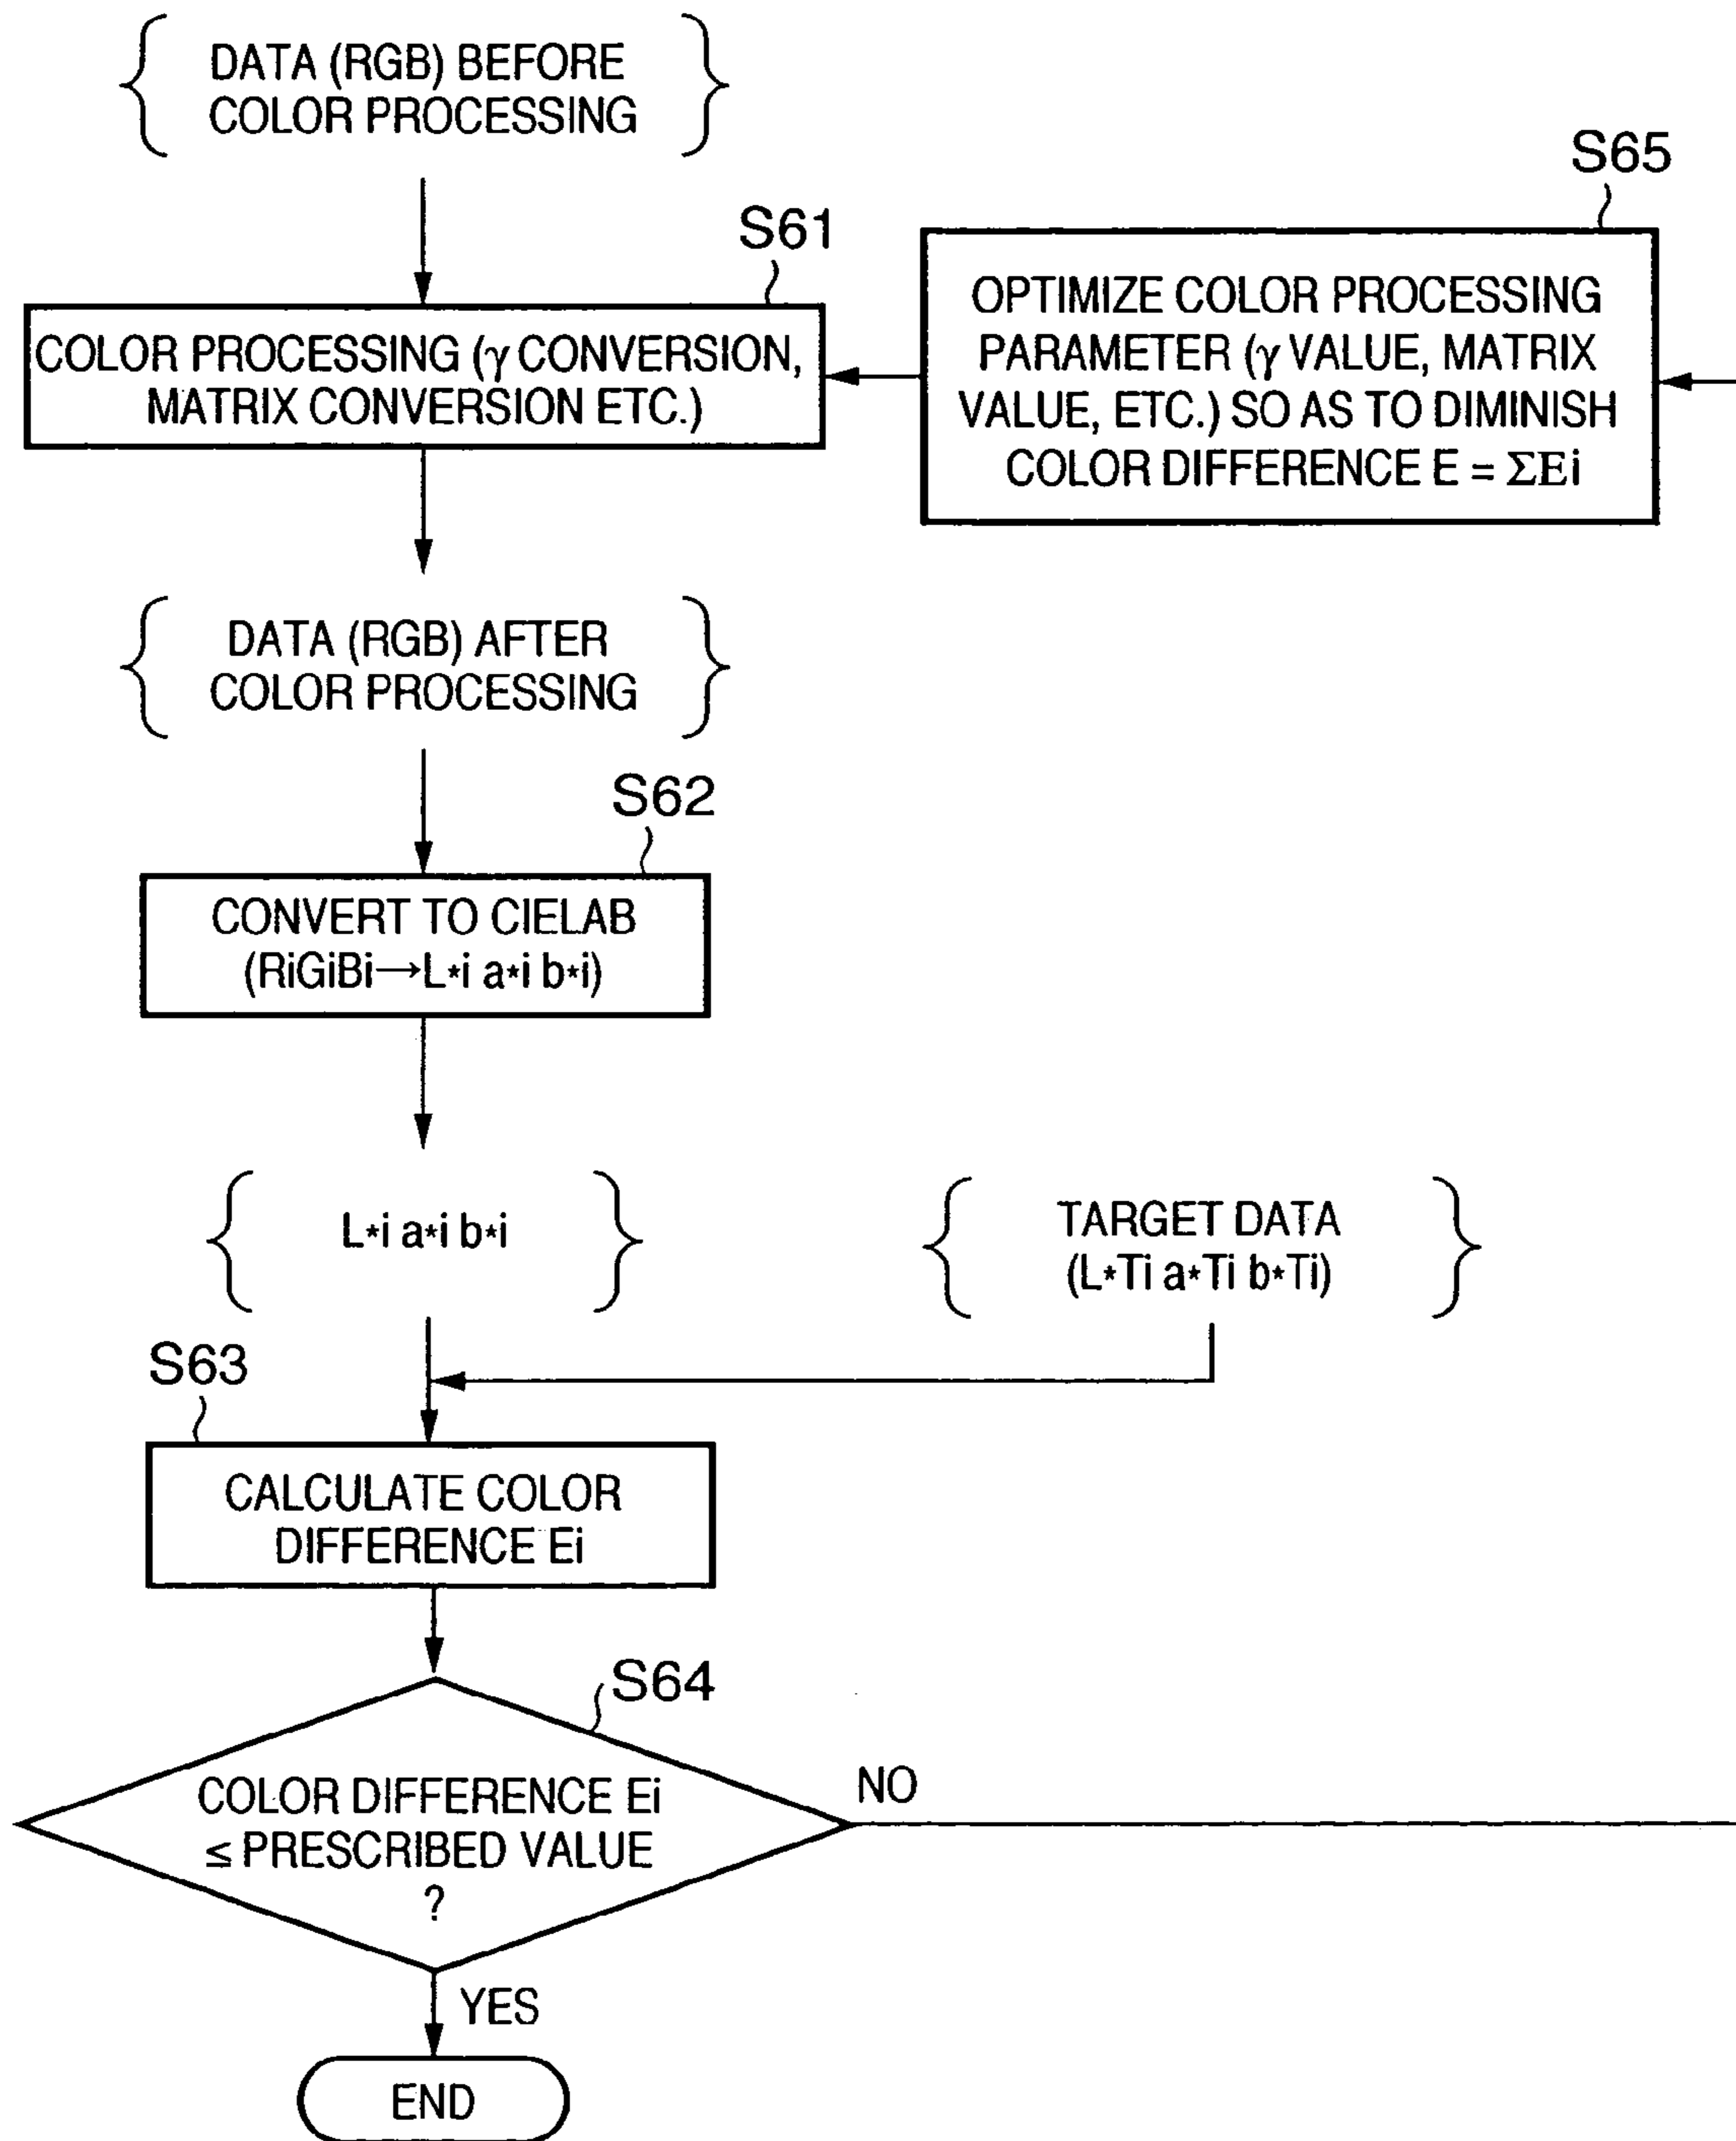 DATA (RGB) BEFORE
COLOR PROCESSING
S61
COLOR PROCESSING (γ CONVERSION,
MATRIX CONVERSION ETC.)
S65
OPTIMIZE COLOR PROCESSING
PARAMETER (γ VALUE, MATRIX
VALUE, ETC.) SO AS TO DIMINISH
COLOR DIFFERENCE E = ΣEi
DATA (RGB) AFTER
COLOR PROCESSING
S62
CONVERT TO CIELAB
(RiGiBi→L*i a*i b*i)
L*i a*i b*i
TARGET DATA
(L*Ti a*Ti b*Ti)
S63
CALCULATE COLOR
DIFFERENCE Ei
S64
COLOR DIFFERENCE Ei
≤ PRESCRIBED VALUE
?
NO
YES
END